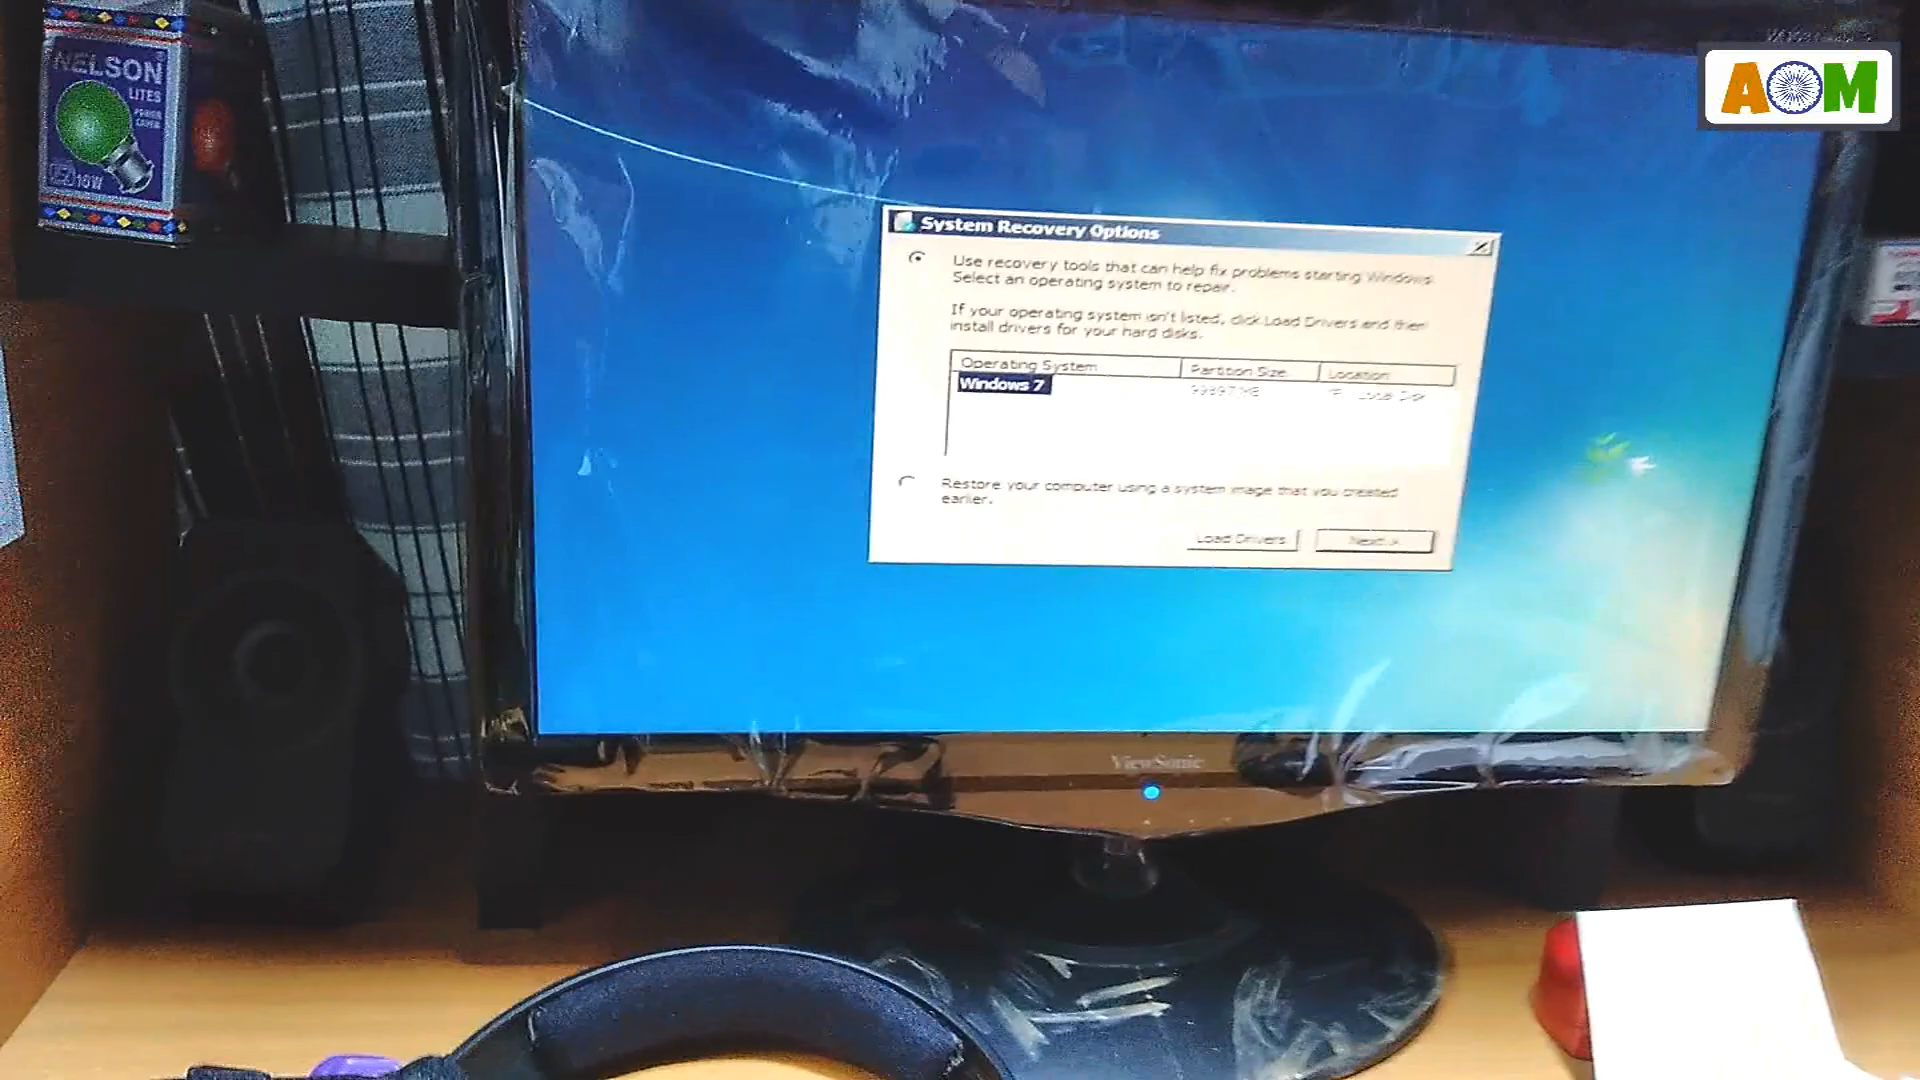 NELSON
LITES
10W
AOM
System Recovery Options
Use recovery tools that can help fix problems starting Windows.
Select an operating system to repair.
If your operating system isn't listed, click Load Drivers and then
install drivers for your hard disks.
Operating System Partition Size Location
Windows 7 Local Disk
Restore your computer using a system image that you created
earlier.
Load Drivers Next >
ViewSonic